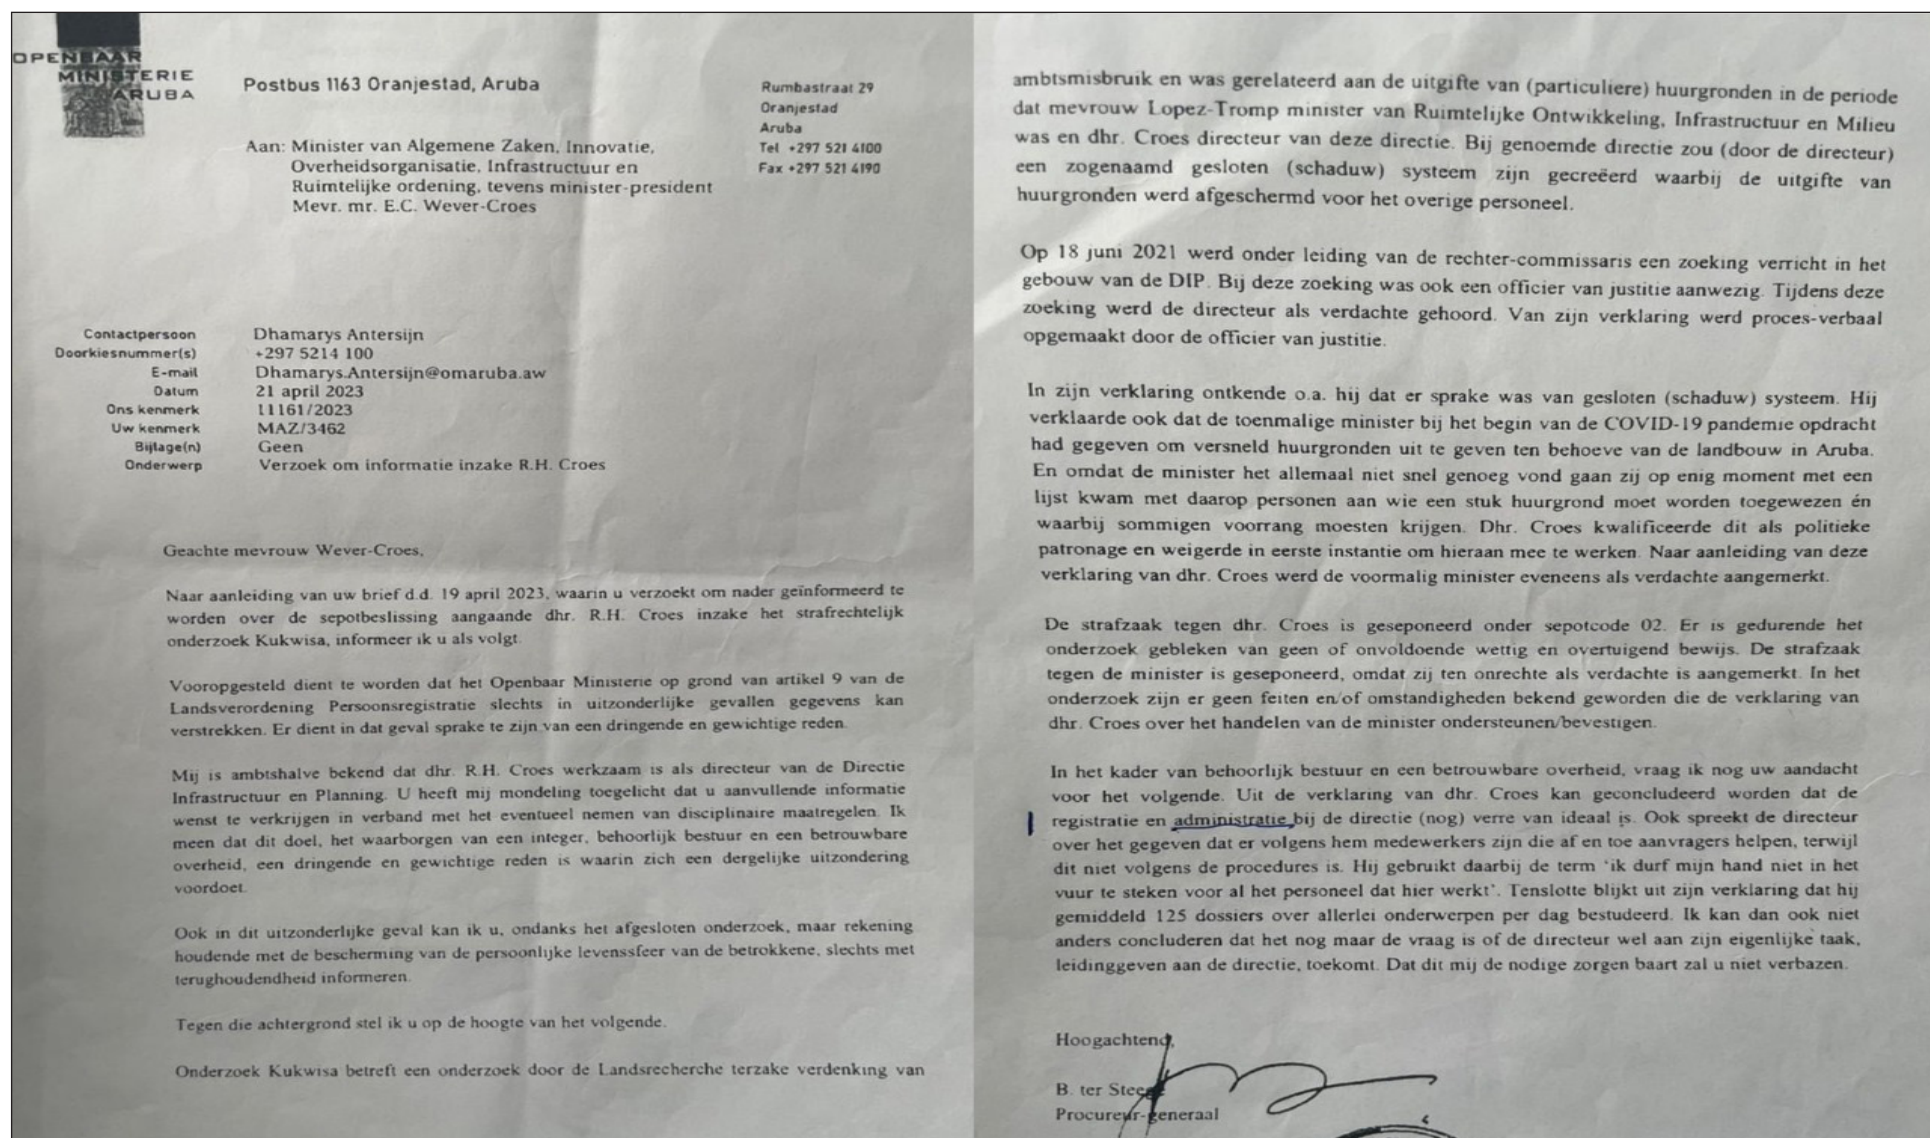 OPENBAAR
MINISTERIE
ARUBA
Postbus 1163 Oranjestad, Aruba
Rumbastraat 29
Oranjestad
Aruba
Tel +297 521 4100
Fax +297 521 4190
Aan: Minister van Algemene Zaken, Innovatie,
Overheidsorganisatie, Infrastructuur en
Ruimtelijke ordening, tevens minister-president
Mevr. mr. E.C. Wever-Croes
Contactpersoon Dhamarys Antersijn
Doorkiesnummer(s) +297 5214 100
E-mail Dhamarys.Antersijn@omaruba.aw
Datum 21 april 2023
Ons kenmerk 11161/2023
Uw kenmerk MAZ/3462
Bijlage(n) Geen
Onderwerp Verzoek om informatie inzake R.H. Croes
Geachte mevrouw Wever-Croes,
Naar aanleiding van uw brief d.d. 19 april 2023, waarin u verzoekt om nader geïnformeerd te
worden over de sepotbeslissing aangaande dhr. R.H. Croes inzake het strafrechtelijk
onderzoek Kukwisa, informeer ik u als volgt.
Vooropgesteld dient te worden dat het Openbaar Ministerie op grond van artikel 9 van de
Landsverordening Persoonsregistratie slechts in uitzonderlijke gevallen gegevens kan
verstrekken. Er dient in dat geval sprake te zijn van een dringende en gewichtige reden.
Mij is ambtshalve bekend dat dhr. R.H. Croes werkzaam is als directeur van de Directie
Infrastructuur en Planning. U heeft mij mondeling toegelicht dat u aanvullende informatie
wenst te verkrijgen in verband met het eventueel nemen van disciplinaire maatregelen. Ik
meen dat dit doel, het waarborgen van een integer, behoorlijk bestuur en een betrouwbare
overheid, een dringende en gewichtige reden is waarin zich een dergelijke uitzondering
voordoet.
Ook in dit uitzonderlijke geval kan ik u, ondanks het afgesloten onderzoek, maar rekening
houdende met de bescherming van de persoonlijke levenssfeer van de betrokkene, slechts met
terughoudendheid informeren.
Tegen die achtergrond stel ik u op de hoogte van het volgende.
Onderzoek Kukwisa betreft een onderzoek door de Landsrecherche terzake verdenking van
ambtsmisbruik en was gerelateerd aan de uitgifte van (particuliere) huurgronden in de periode
dat mevrouw Lopez-Tromp minister van Ruimtelijke Ontwikkeling, Infrastructuur en Milieu
was en dhr. Croes directeur van deze directie. Bij genoemde directie zou (door de directeur)
een zogenaamd gesloten (schaduw) systeem zijn gecreëerd waarbij de uitgifte van
huurgronden werd afgeschermd voor het overige personeel.
Op 18 juni 2021 werd onder leiding van de rechter-commissaris een zoeking verricht in het
gebouw van de DIP. Bij deze zoeking was ook een officier van justitie aanwezig. Tijdens deze
zoeking werd de directeur als verdachte gehoord. Van zijn verklaring werd proces-verbaal
opgemaakt door de officier van justitie.
In zijn verklaring ontkende o.a. hij dat er sprake was van gesloten (schaduw) systeem. Hij
verklaarde ook dat de toenmalige minister bij het begin van de COVID-19 pandemie opdracht
had gegeven om versneld huurgronden uit te geven ten behoeve van de landbouw in Aruba.
En omdat de minister het allemaal niet snel genoeg vond gaan zij op enig moment met een
lijst kwam met daarop personen aan wie een stuk huurgrond moet worden toegewezen én
waarbij sommigen voorrang moesten krijgen. Dhr. Croes kwalificeerde dit als politieke
patronage en weigerde in eerste instantie om hieraan mee te werken. Naar aanleiding van deze
verklaring van dhr. Croes werd de voormalig minister eveneens als verdachte aangemerkt.
De strafzaak tegen dhr. Croes is geseponeerd onder sepotcode 02. Er is gedurende het
onderzoek gebleken van geen of onvoldoende wettig en overtuigend bewijs. De strafzaak
tegen de minister is geseponeerd, omdat zij ten onrechte als verdachte is aangemerkt. In het
onderzoek zijn er geen feiten en/of omstandigheden bekend geworden die de verklaring van
dhr. Croes over het handelen van de minister ondersteunen/bevestigen.
In het kader van behoorlijk bestuur en een betrouwbare overheid, vraag ik nog uw aandacht
voor het volgende. Uit de verklaring van dhr. Croes kan geconcludeerd worden dat de
registratie en administratie bij de directie (nog) verre van ideaal is. Ook spreekt de directeur
over het gegeven dat er volgens hem medewerkers zijn die af en toe aanvragers helpen, terwijl
dit niet volgens de procedures is. Hij gebruikt daarbij de term 'ik durf mijn hand niet in het
vuur te steken voor al het personeel dat hier werkt'. Tenslotte blijkt uit zijn verklaring dat hij
gemiddeld 125 dossiers over allerlei onderwerpen per dag bestudeerd. Ik kan dan ook niet
anders concluderen dat het nog maar de vraag is of de directeur wel aan zijn eigenlijke taak,
leidinggeven aan de directie, toekomt. Dat dit mij de nodige zorgen baart zal u niet verbazen.
Hoogachtend,
B. ter Steege
Procureur-generaal